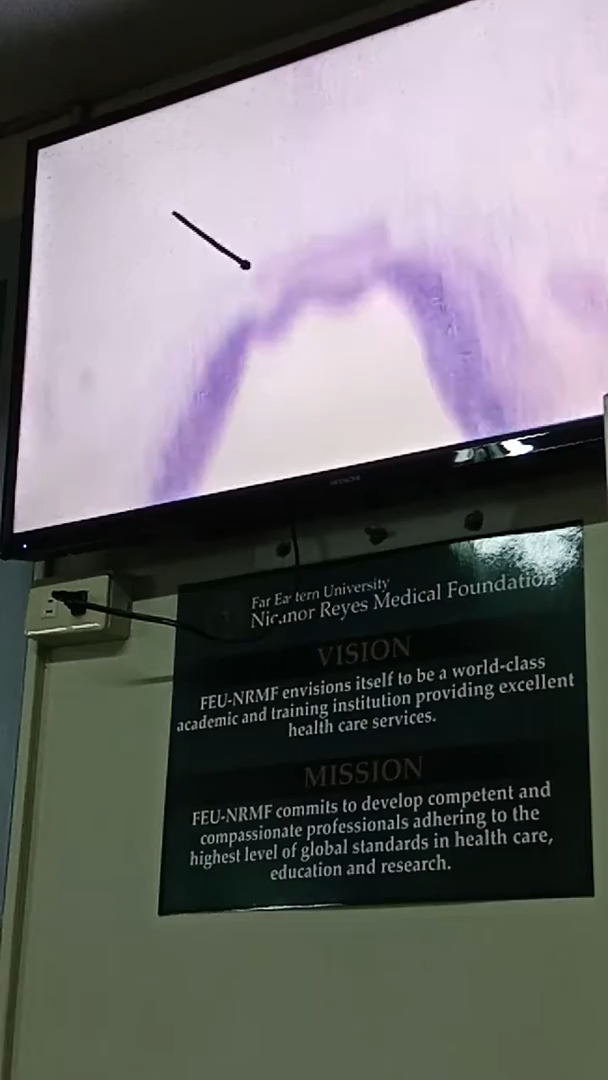 HITACHI
Far Eastern University
Nicanor Reyes Medical Foundation
VISION
FEU-NRMF envisions itself to be a world-class
academic and training institution providing excellent
health care services.
MISSION
FEU-NRMF commits to develop competent and
compassionate professionals adhering to the
highest level of global standards in health care,
education and research.